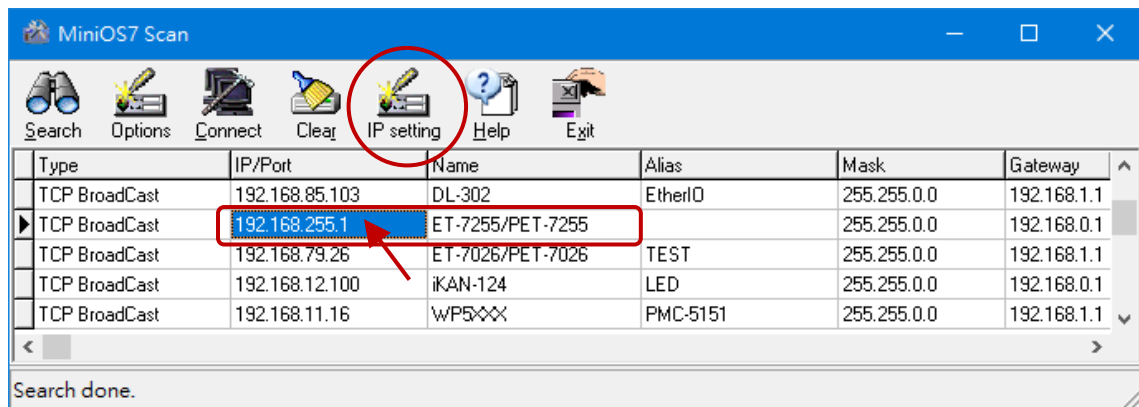 MiniOS7 Scan
Search Options Connect Clear IP setting Help Exit
Type IP/Port Name Alias Mask Gateway
TCP BroadCast 192.168.85.103 DL-302 EtherIO 255.255.0.0 192.168.1.1
TCP BroadCast 192.168.255.1 ET-7255/PET-7255 255.255.0.0 192.168.0.1
TCP BroadCast 192.168.79.26 ET-7026/PET-7026 TEST 255.255.0.0 192.168.1.1
TCP BroadCast 192.168.12.100 iKAN-124 LED 255.255.0.0 192.168.0.1
TCP BroadCast 192.168.11.16 WP5XXX PMC-5151 255.255.0.0 192.168.1.1
Search done.